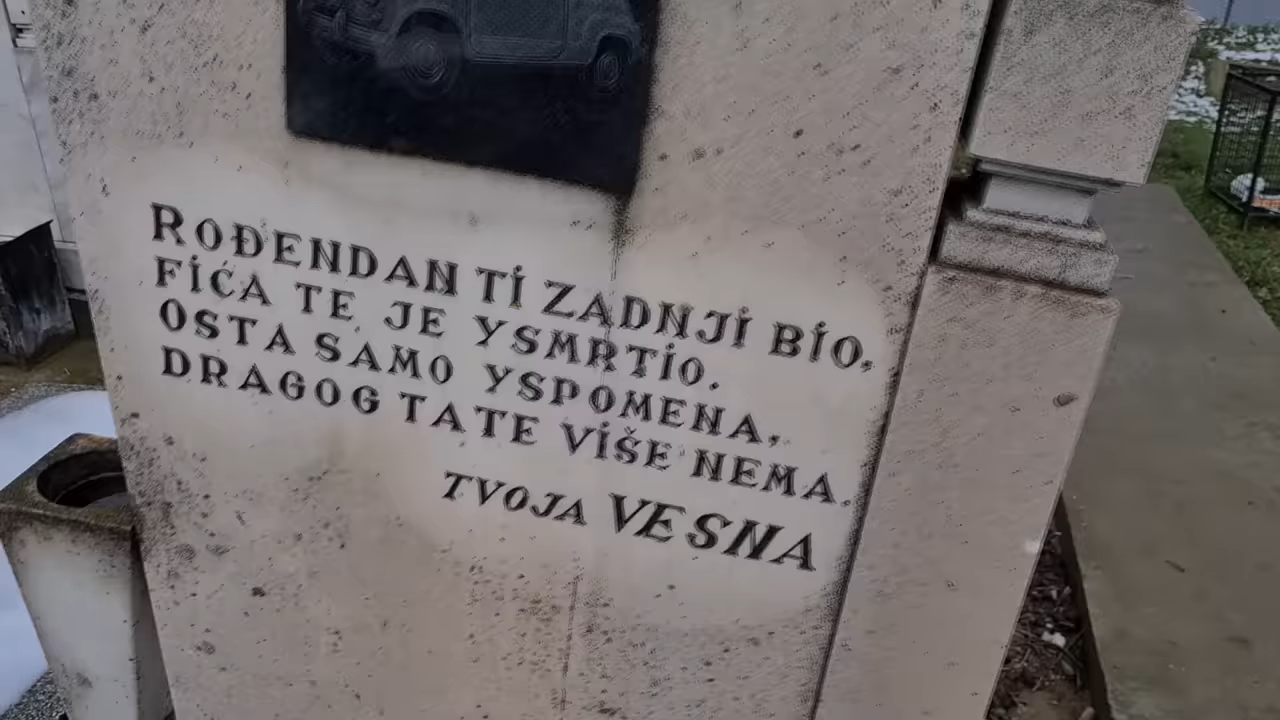 ROĐENDAN TI ZADNJI BIO,
FIĆA TE JE YSMRTIO.
OSTA SAMO YSPOMENA,
DRAGOG TATE VIŠE NEMA.
TVOJA VESNA